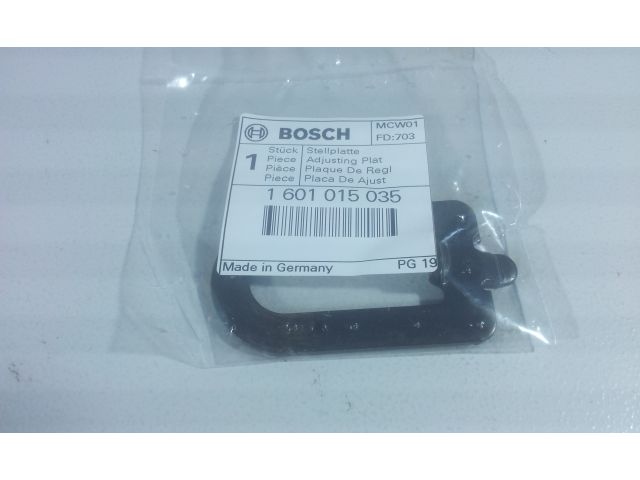 BOSCH
MCW01
FD:703
1
Stück Stellplatte
Piece Adjusting Plat
Pièce Plaque De Regl
Piece Placa De Ajust
1 601 015 035
Made in Germany PG 19